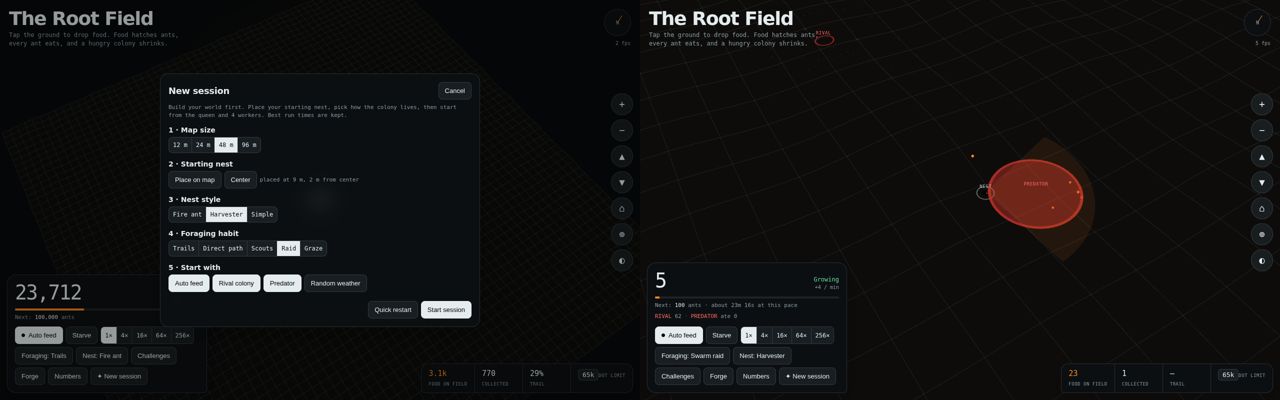 The Root Field
Tap the ground to drop food. Food hatches ants,
every ant eats, and a hungry colony shrinks.
2 fps
New session
Cancel
Build your world first. Place your starting nest, pick how the colony lives, then start
from the queen and 4 workers. Best run times are kept.
1 · Map size
12 m 24 m 48 m 96 m
2 · Starting nest
Place on map Center placed at 9 m, 2 m from center
3 · Nest style
Fire ant Harvester Simple
4 · Foraging habit
Trails Direct path Scouts Raid Graze
5 · Start with
Auto feed Rival colony Predator Random weather
Quick restart Start session
23,712
Next: 100,000 ants
Auto feed Starve 1× 4× 16× 64× 256×
Foraging: Trails Nest: Fire ant Challenges
Forge Numbers + New session
3.1k
FOOD ON FIELD
770
COLLECTED
29%
TRAIL
65k DOT LIMIT
The Root Field
Tap the ground to drop food. Food hatches ants,
every ant eats, and a hungry colony shrinks.
RIVAL
5 fps
NEST
PREDATOR
5
Growing
+4 / min
Next: 100 ants · about 23m 16s at this pace
RIVAL 62 · PREDATOR ate 0
Auto feed Starve 1× 4× 16× 64× 256×
Foraging: Swarm raid Nest: Harvester
Challenges Forge Numbers + New session
23
FOOD ON FIELD
1
COLLECTED
—
TRAIL
65k DOT LIMIT